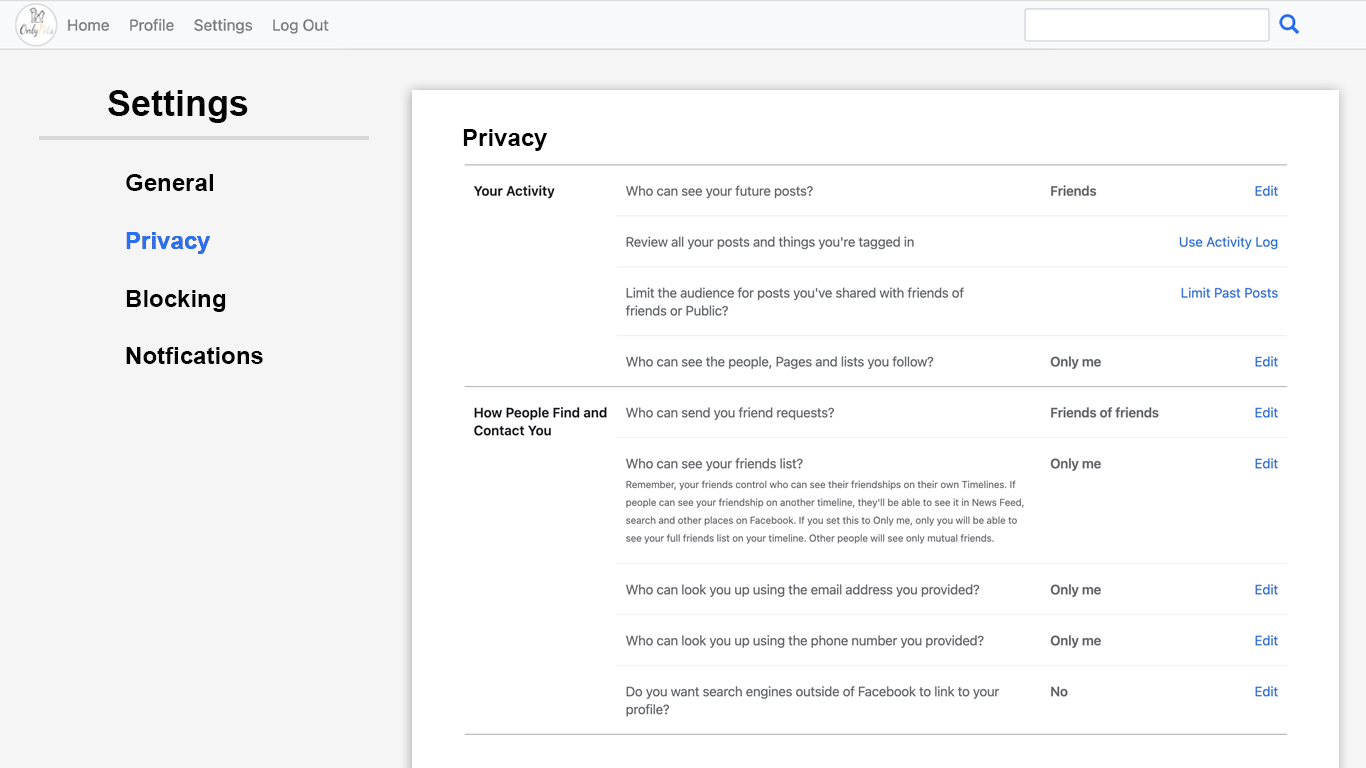 OnlyPets
Home Profile Settings Log Out
Settings
General
Privacy
Blocking
Notfications
Privacy
Your Activity Who can see your future posts? Friends Edit
Review all your posts and things you're tagged in Use Activity Log
Limit the audience for posts you've shared with friends of Limit Past Posts
friends or Public?
Who can see the people, Pages and lists you follow? Only me Edit
How People Find and Who can send you friend requests? Friends of friends Edit
Contact You
Who can see your friends list? Only me Edit
Remember, your friends control who can see their friendships on their own Timelines. If
people can see your friendship on another timeline, they'll be able to see it in News Feed,
search and other places on Facebook. If you set this to Only me, only you will be able to
see your full friends list on your timeline. Other people will see only mutual friends.
Who can look you up using the email address you provided? Only me Edit
Who can look you up using the phone number you provided? Only me Edit
Do you want search engines outside of Facebook to link to your No Edit
profile?